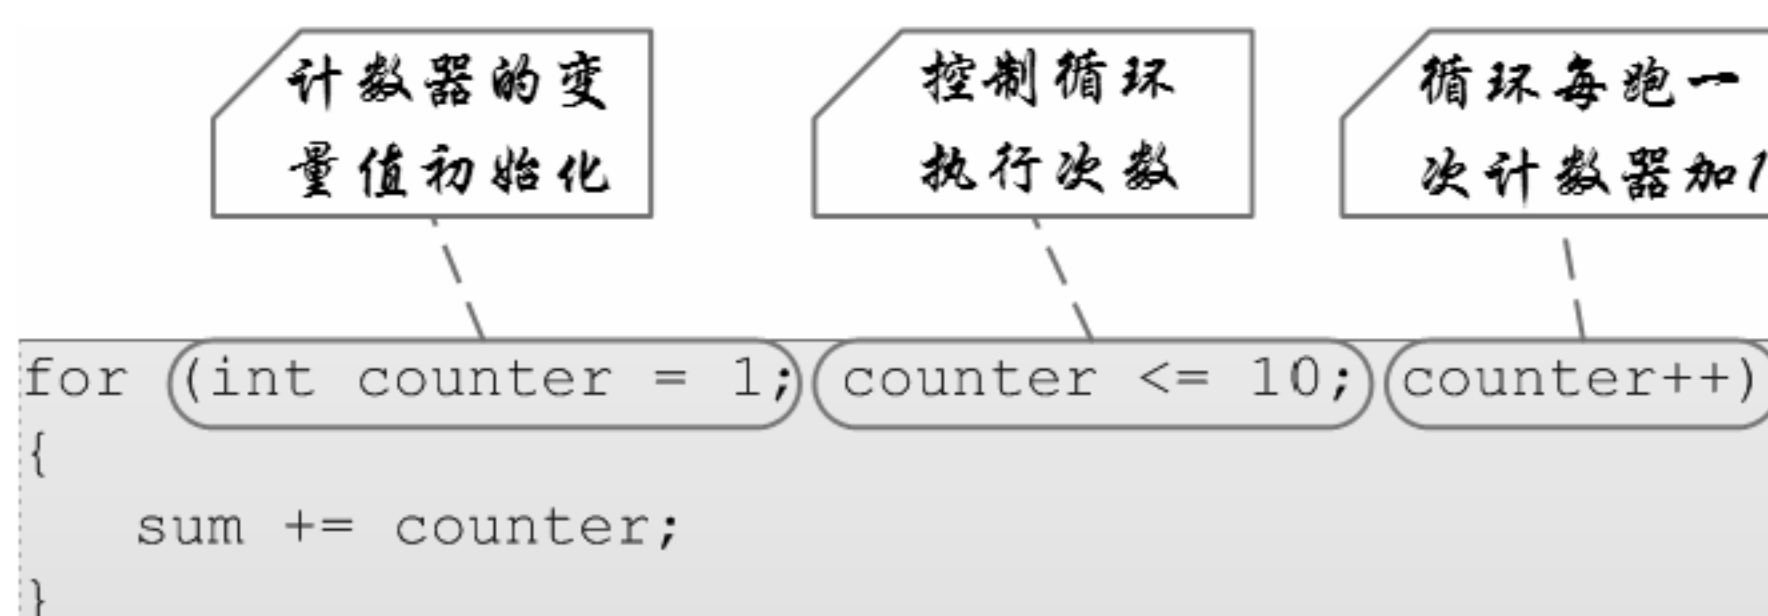 计数器的变
量值初始化
控制循环
执行次数
循环每跑一
次计数器加1
for (int counter = 1; counter <= 10; counter++)
{
sum += counter;
}